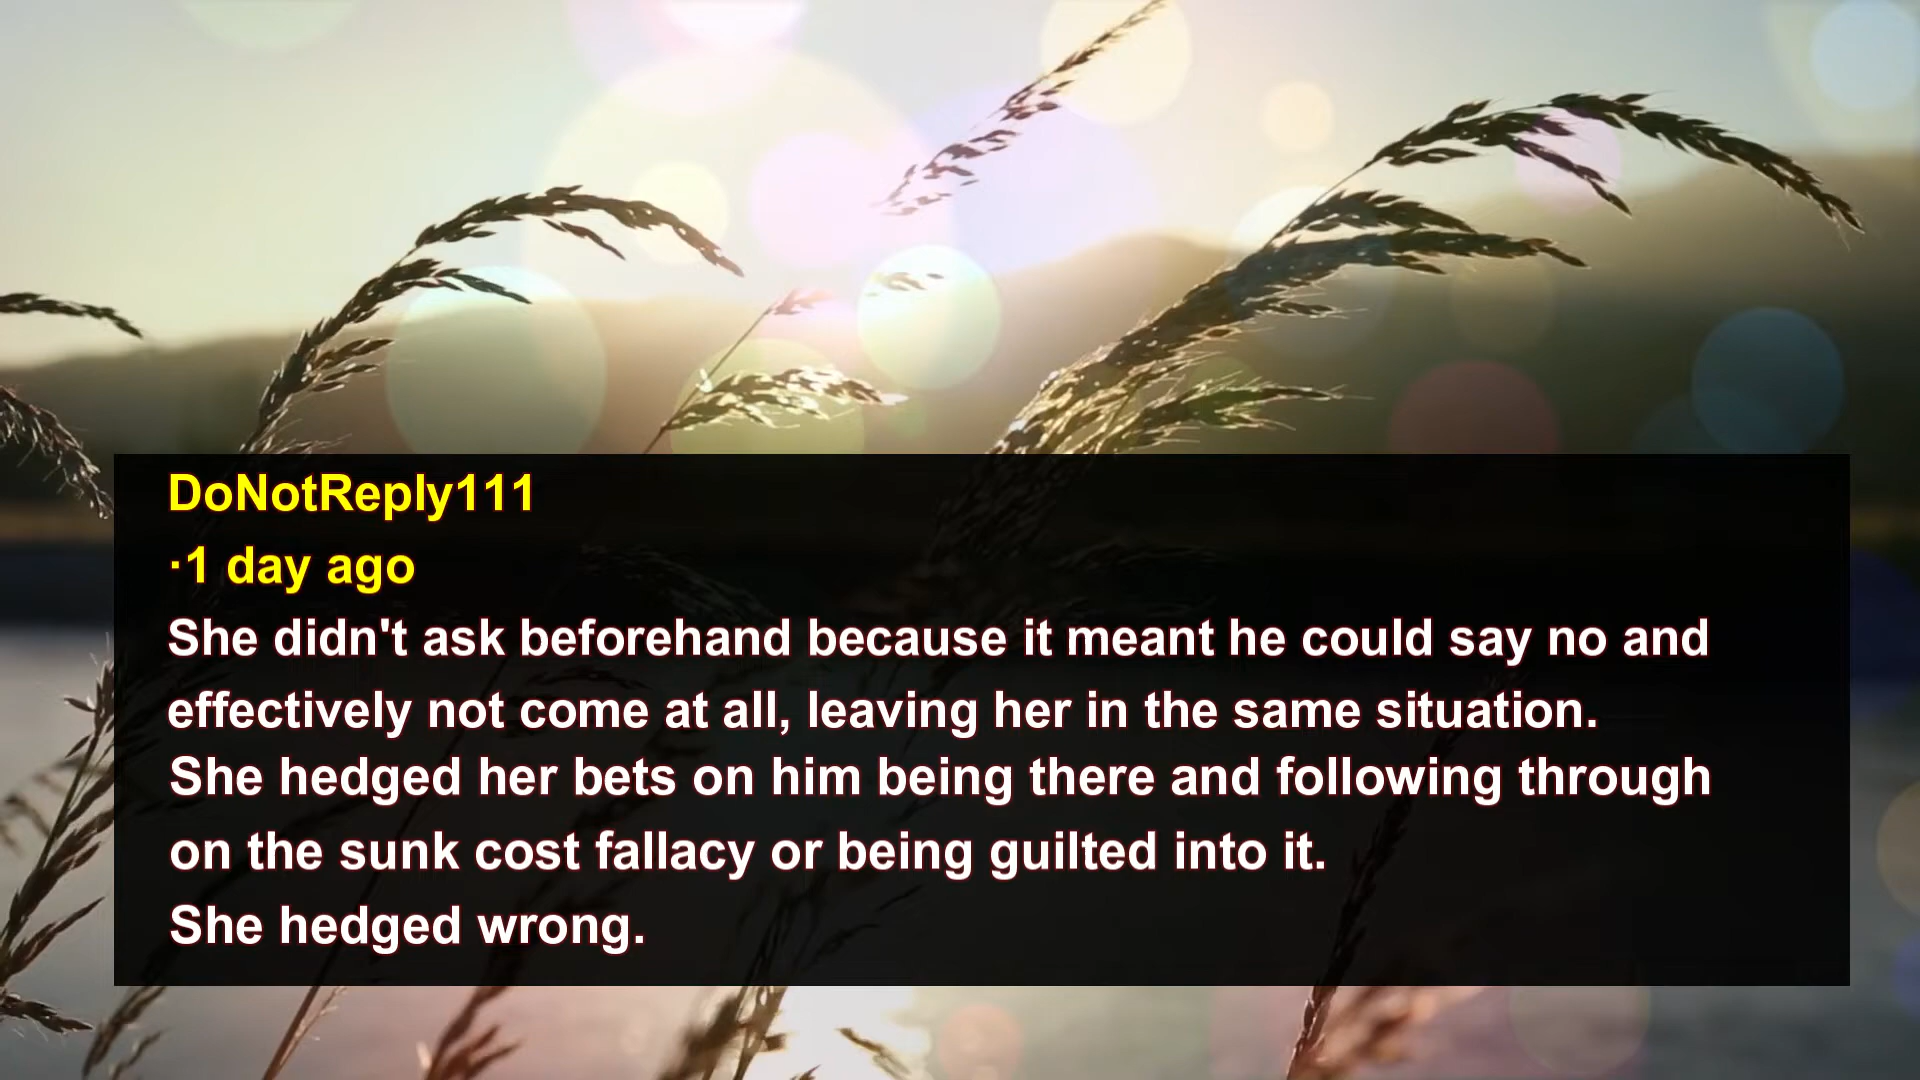 DoNotReply111
·1 day ago
She didn't ask beforehand because it meant he could say no and
effectively not come at all, leaving her in the same situation.
She hedged her bets on him being there and following through
on the sunk cost fallacy or being guilted into it.
She hedged wrong.